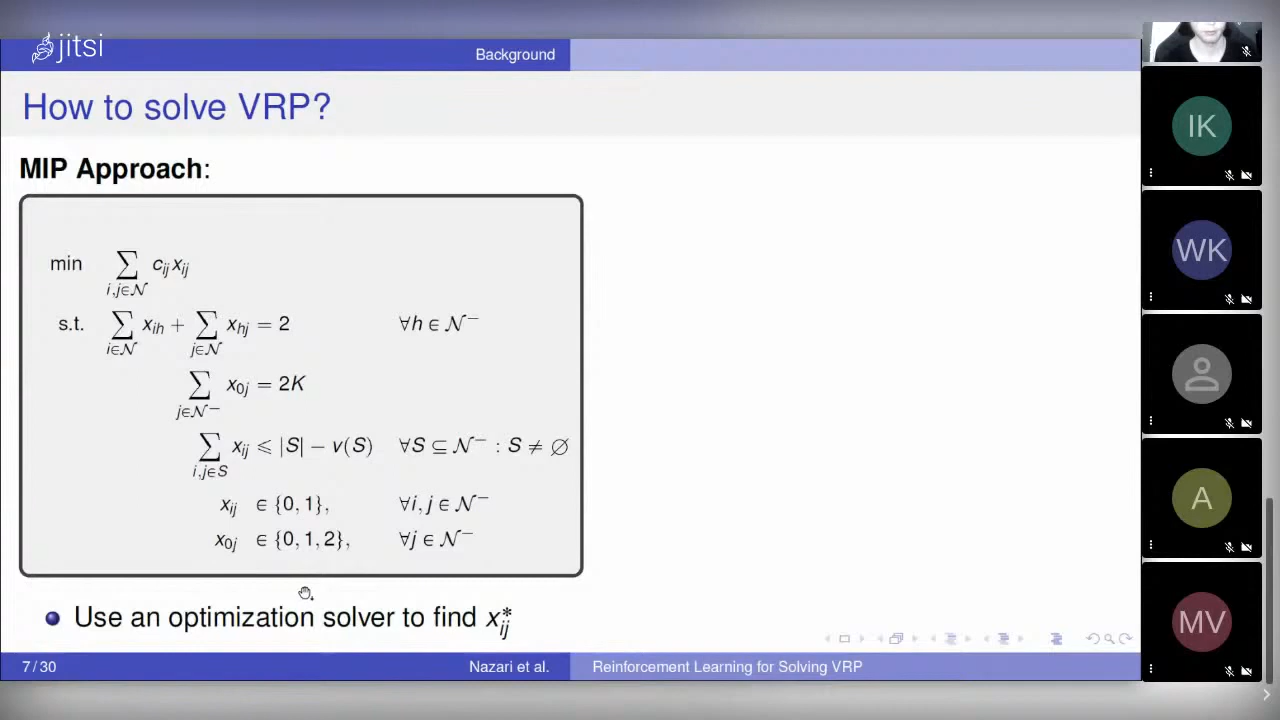 jitsi
Background
How to solve VRP?
MIP Approach:
min ∑_{i,j∈𝒩} c_{ij} x_{ij}
s.t. ∑_{i∈𝒩} x_{ih} + ∑_{j∈𝒩} x_{hj} = 2 ∀h ∈ 𝒩⁻
∑_{j∈𝒩⁻} x_{0j} = 2K
∑_{i,j∈S} x_{ij} ⩽ |S| − v(S) ∀S ⊆ 𝒩⁻ : S ≠ ∅
x_{ij} ∈ {0, 1}, ∀i, j ∈ 𝒩⁻
x_{0j} ∈ {0, 1, 2}, ∀j ∈ 𝒩⁻
Use an optimization solver to find x*_{ij}
7 / 30
Nazari et al.
Reinforcement Learning for Solving VRP
IK
WK
A
MV